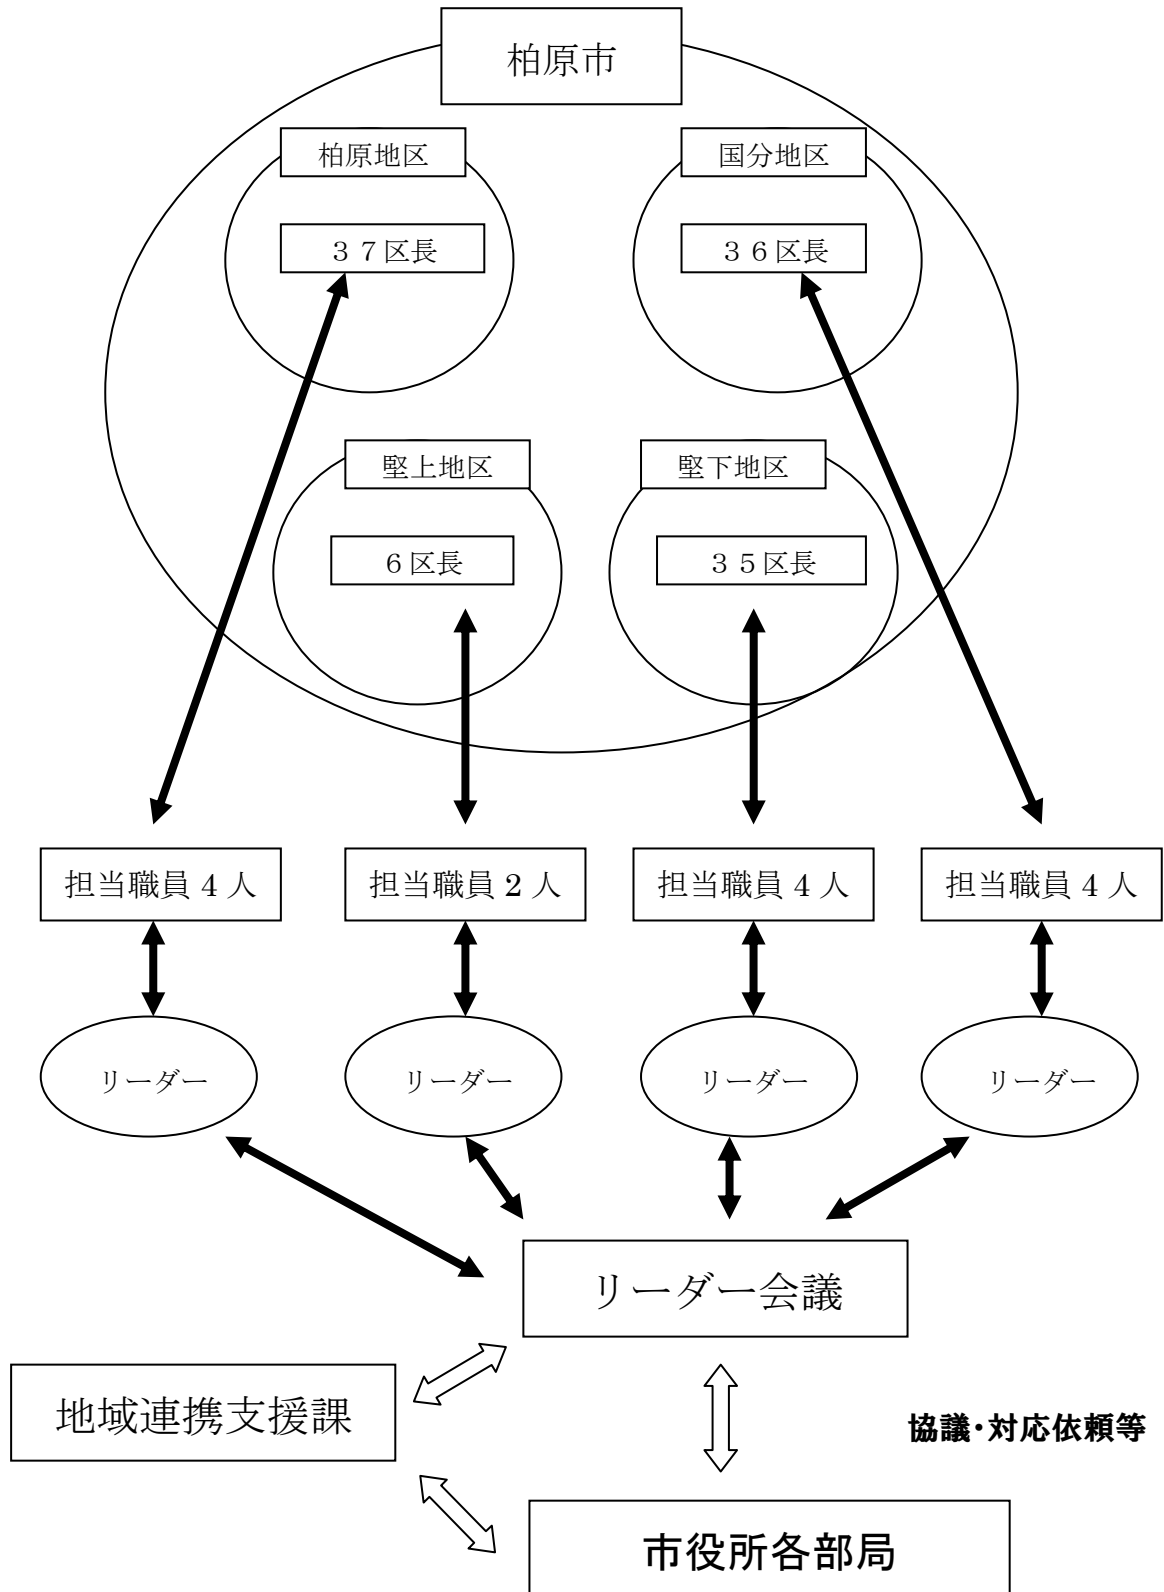 柏原市
柏原地区
国分地区
３７区長
３６区長
堅上地区
堅下地区
６区長
３５区長
担当職員 4 人
担当職員 2 人
担当職員 4 人
担当職員 4 人
リーダー
リーダー
リーダー
リーダー
リーダー会議
地域連携支援課
協議・対応依頼等
市役所各部局